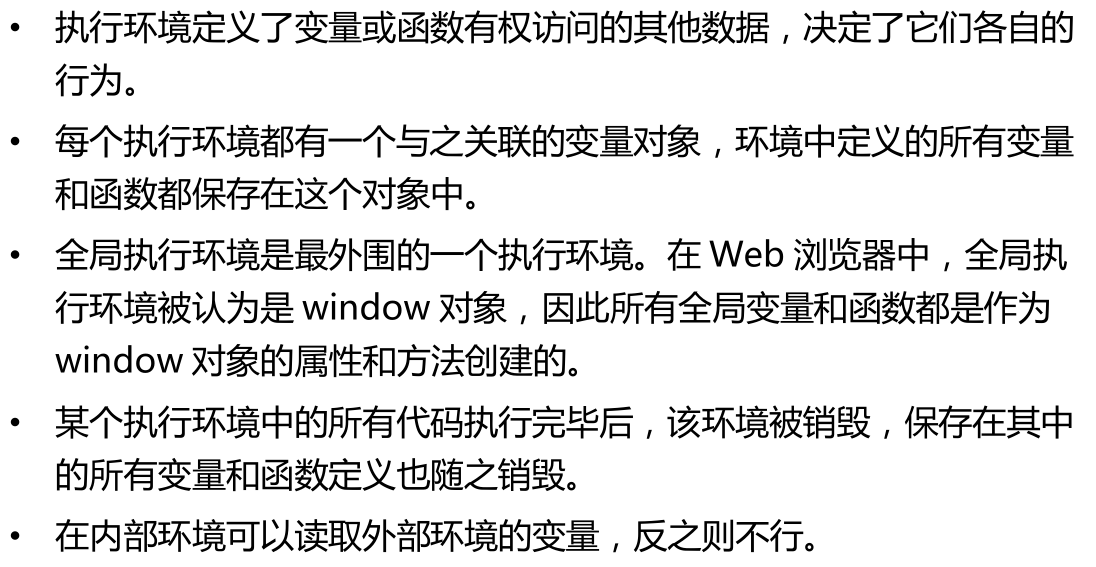 • 执行环境定义了变量或函数有权访问的其他数据，决定了它们各自的
行为。
• 每个执行环境都有一个与之关联的变量对象，环境中定义的所有变量
和函数都保存在这个对象中。
• 全局执行环境是最外围的一个执行环境。在 Web 浏览器中，全局执
行环境被认为是 window 对象，因此所有全局变量和函数都是作为
window 对象的属性和方法创建的。
• 某个执行环境中的所有代码执行完毕后，该环境被销毁，保存在其中
的所有变量和函数定义也随之销毁。
• 在内部环境可以读取外部环境的变量，反之则不行。